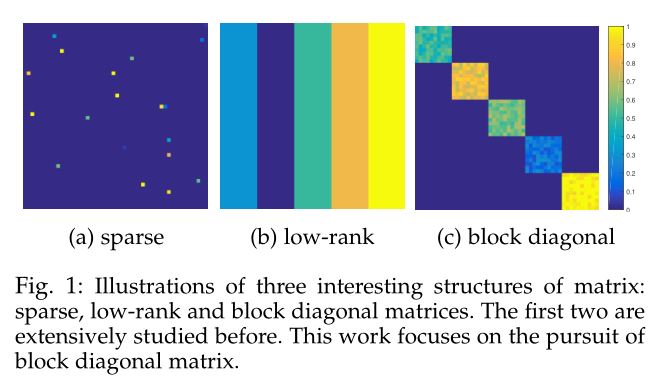 1
0.9
0.8
0.7
0.6
0.5
0.4
0.3
0.2
0.1
0
(a) sparse
(b) low-rank
(c) block diagonal
Fig. 1: Illustrations of three interesting structures of matrix:
sparse, low-rank and block diagonal matrices. The first two are
extensively studied before. This work focuses on the pursuit of
block diagonal matrix.